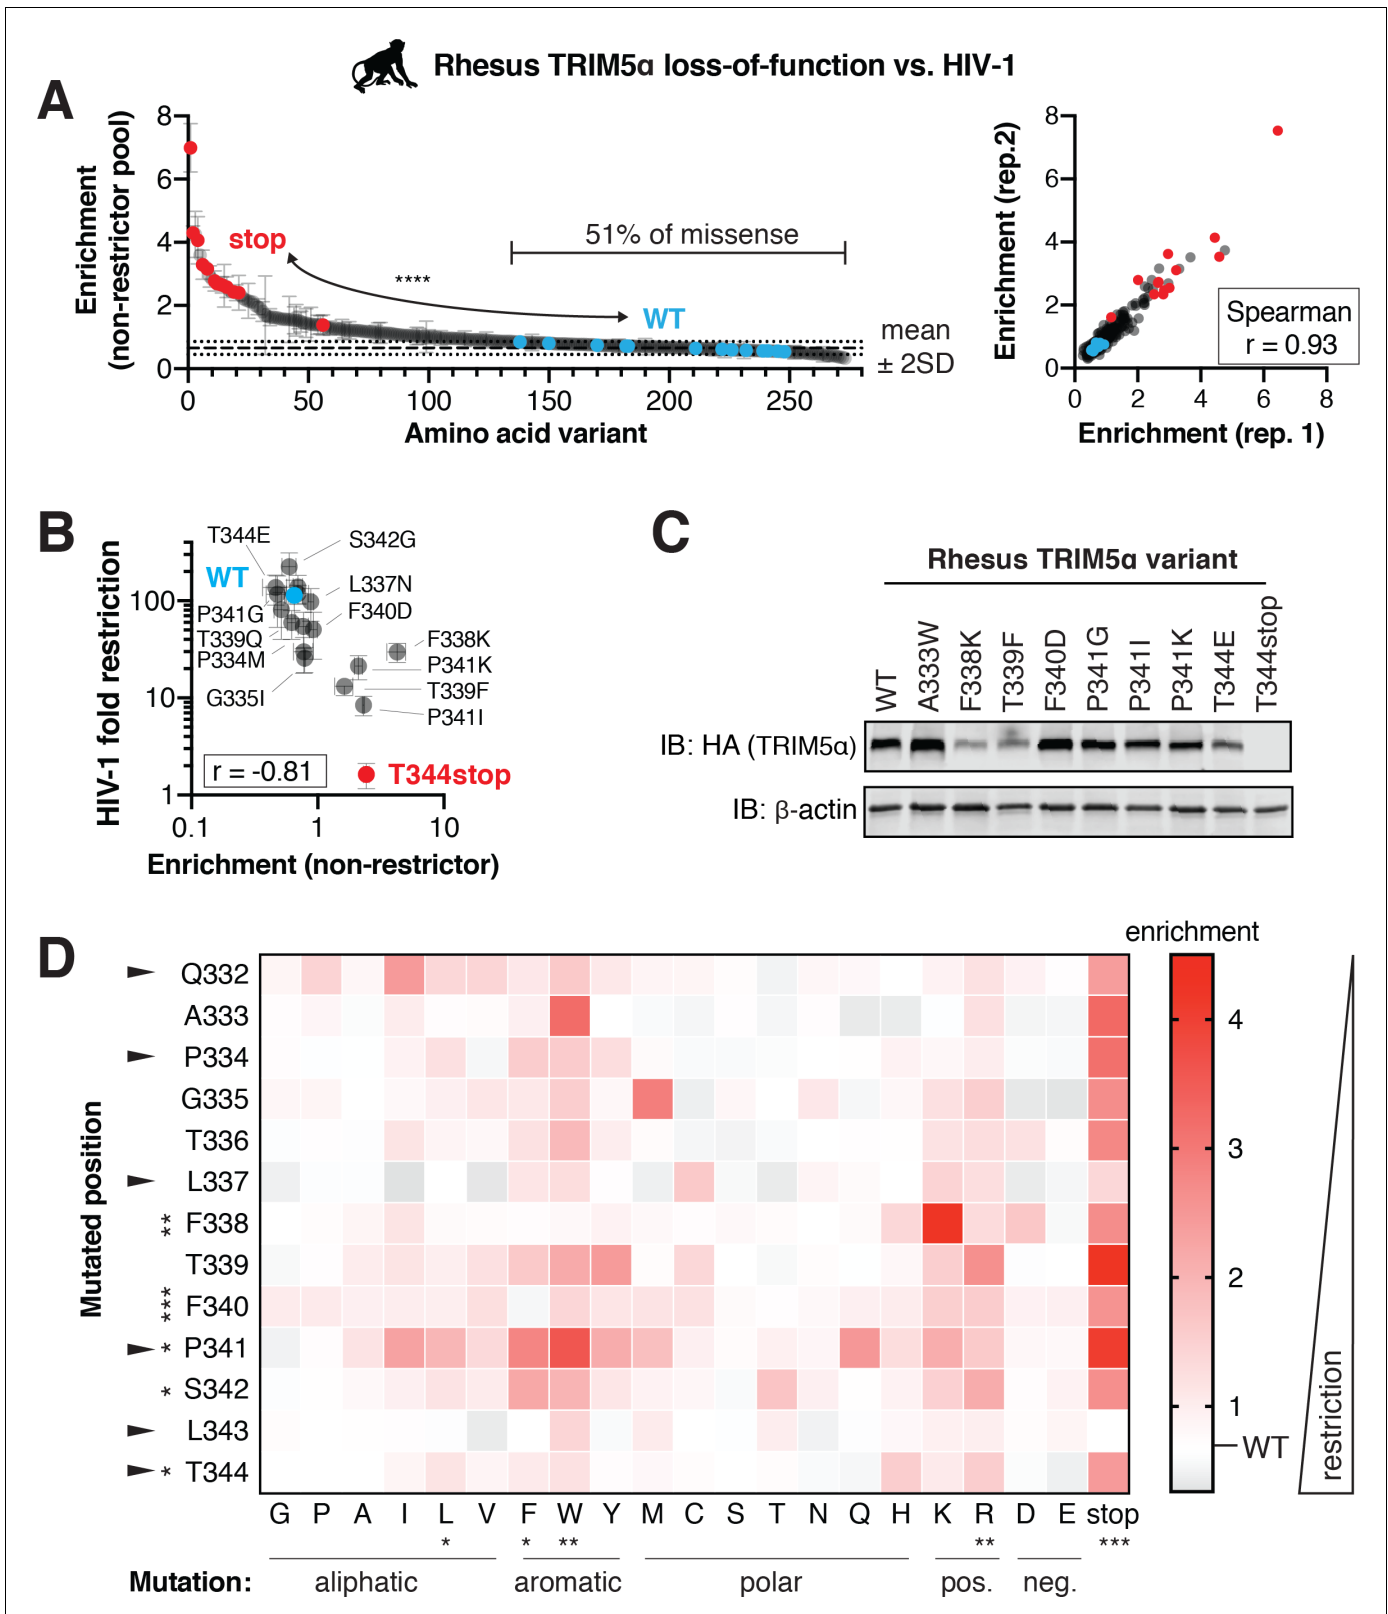 Rhesus TRIM5α loss-of-function vs. HIV-1
A
Enrichment
(non-restrictor pool)
8
6
4
2
0
stop
****
51% of missense
WT
mean
± 2SD
0
50
100
150
200
250
Amino acid variant
Enrichment (rep.2)
8
6
4
2
0
Spearman
r = 0.93
0
2
4
6
8
Enrichment (rep. 1)
B
HIV-1 fold restriction
100
10
1
T344E
S342G
WT
L337N
P341G
F340D
T339Q
F338K
P334M
P341K
G335I
T339F
P341I
r = -0.81
T344stop
0.1
1
10
Enrichment (non-restrictor)
C
Rhesus TRIM5α variant
WT
A333W
F338K
T339F
F340D
P341G
P341I
P341K
T344E
T344stop
IB: HA (TRIM5α)
IB: β-actin
D
Mutated position
Q332
A333
P334
G335
T336
L337
** F338
T339
*** F340
* P341
* S342
L343
* T344
G P A I L V F W Y M C S T N Q H K R D E stop
* * ** ** ***
Mutation: aliphatic aromatic polar pos. neg.
enrichment
4
3
2
1
WT
restriction